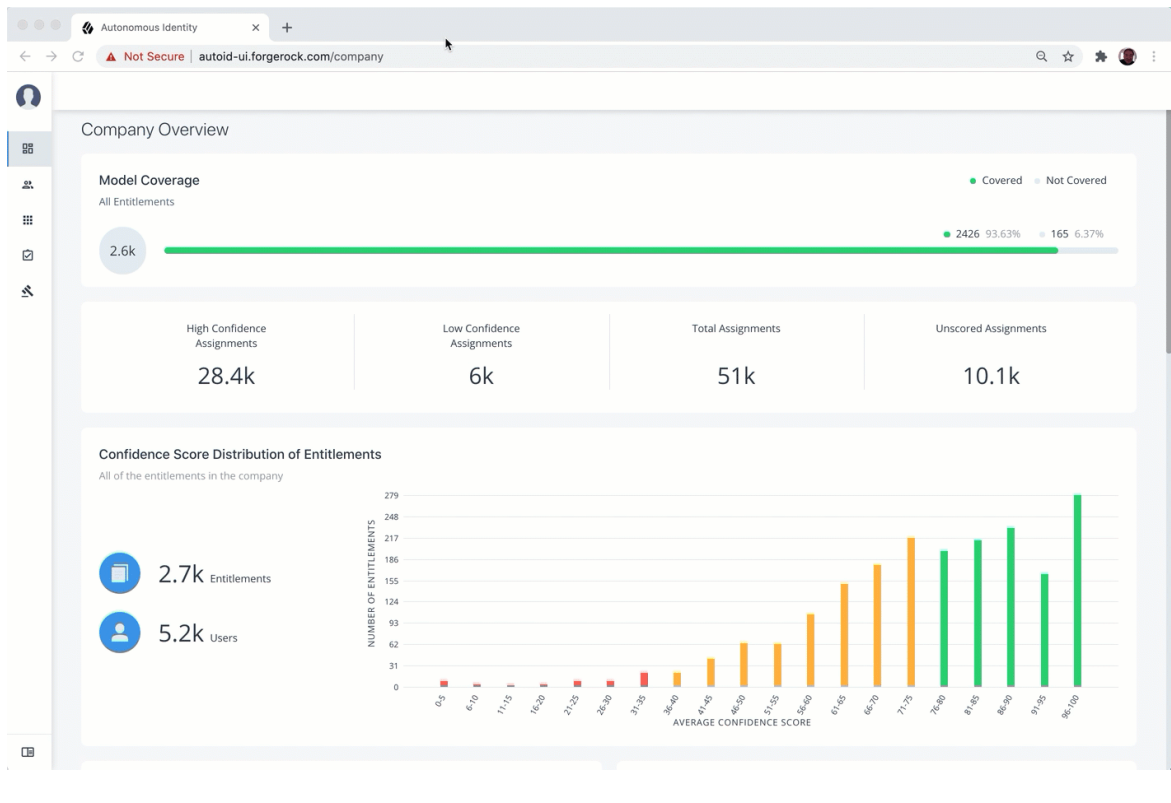 Autonomous Identity
Not Secure autoid-ui.forgerock.com/company
Company Overview
Model Coverage
Covered Not Covered
All Entitlements
2426 93.63% 165 6.37%
2.6k
High Confidence
Assignments
28.4k
Low Confidence
Assignments
6k
Total Assignments
51k
Unscored Assignments
10.1k
Confidence Score Distribution of Entitlements
All of the entitlements in the company
2.7k Entitlements
5.2k Users
NUMBER OF ENTITLEMENTS
279
248
217
186
155
124
93
62
31
0
0-5 6-10 11-15 16-20 21-25 26-30 31-35 36-40 41-45 46-50 51-55 56-60 61-65 66-70 71-75 76-80 81-85 86-90 91-95 96-100
AVERAGE CONFIDENCE SCORE